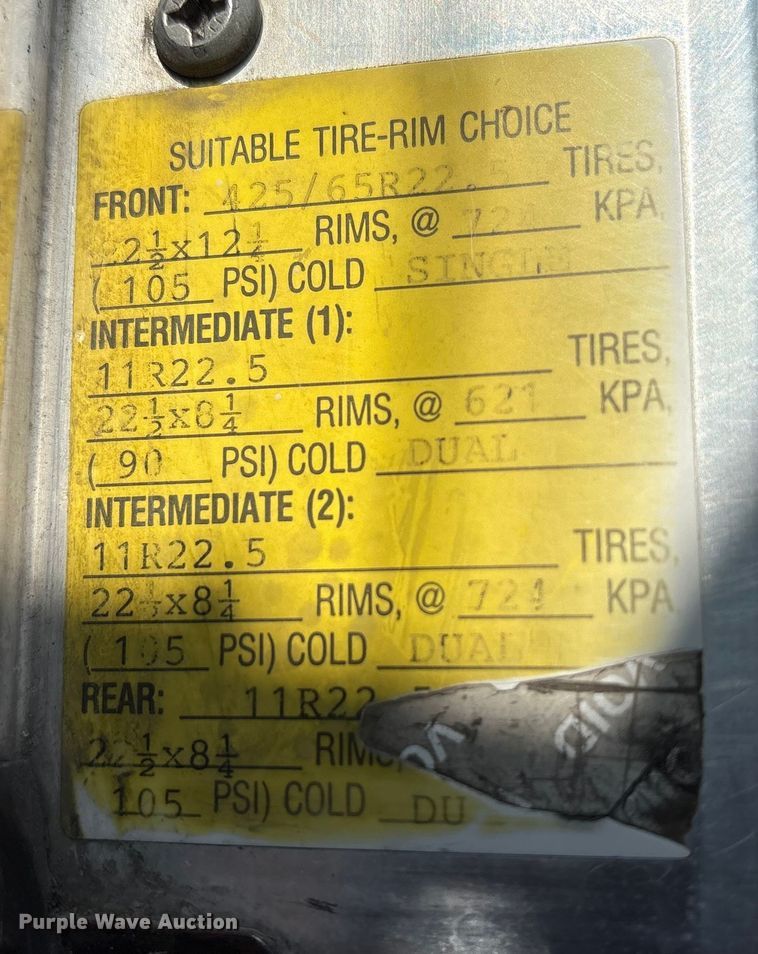 SUITABLE TIRE-RIM CHOICE
FRONT: 425/65R22.5 TIRES,
22½x12¼ RIMS, @ 724 KPA,
(105 PSI) COLD SINGLE
INTERMEDIATE (1):
11R22.5 TIRES,
22½x8¼ RIMS, @ 621 KPA,
(90 PSI) COLD DUAL
INTERMEDIATE (2):
11R22.5 TIRES,
22½x8¼ RIMS, @ 724 KPA
(105 PSI) COLD DUAL
REAR: 11R22.5
22½x8¼ RIMS,
105 PSI) COLD DU
VOID
Purple Wave Auction